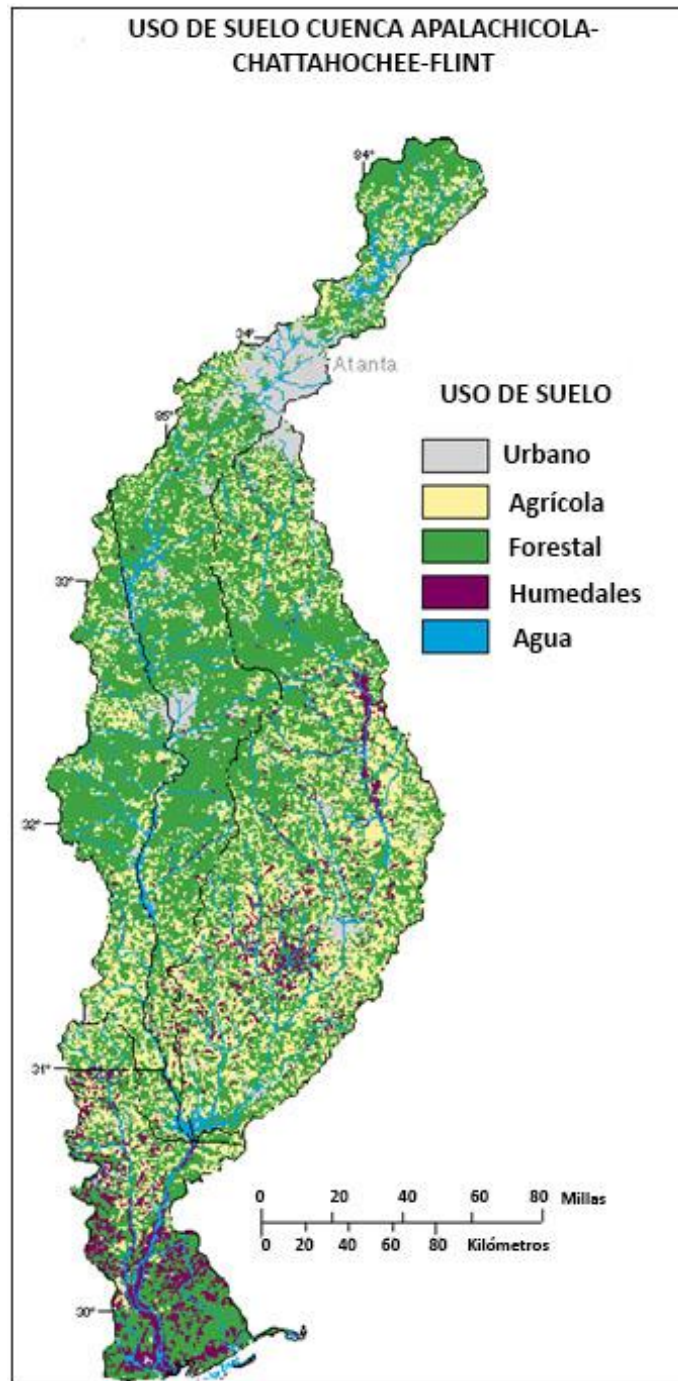 USO DE SUELO CUENCA APALACHICOLA-
CHATTAHOCHEE-FLINT
84°
34°
Atanta
USO DE SUELO
85°
Urbano
Agrícola
Forestal
33°
Humedales
Agua
32°
31°
0 20 40 60 80 Millas
0 20 40 60 80 Kilómetros
30°